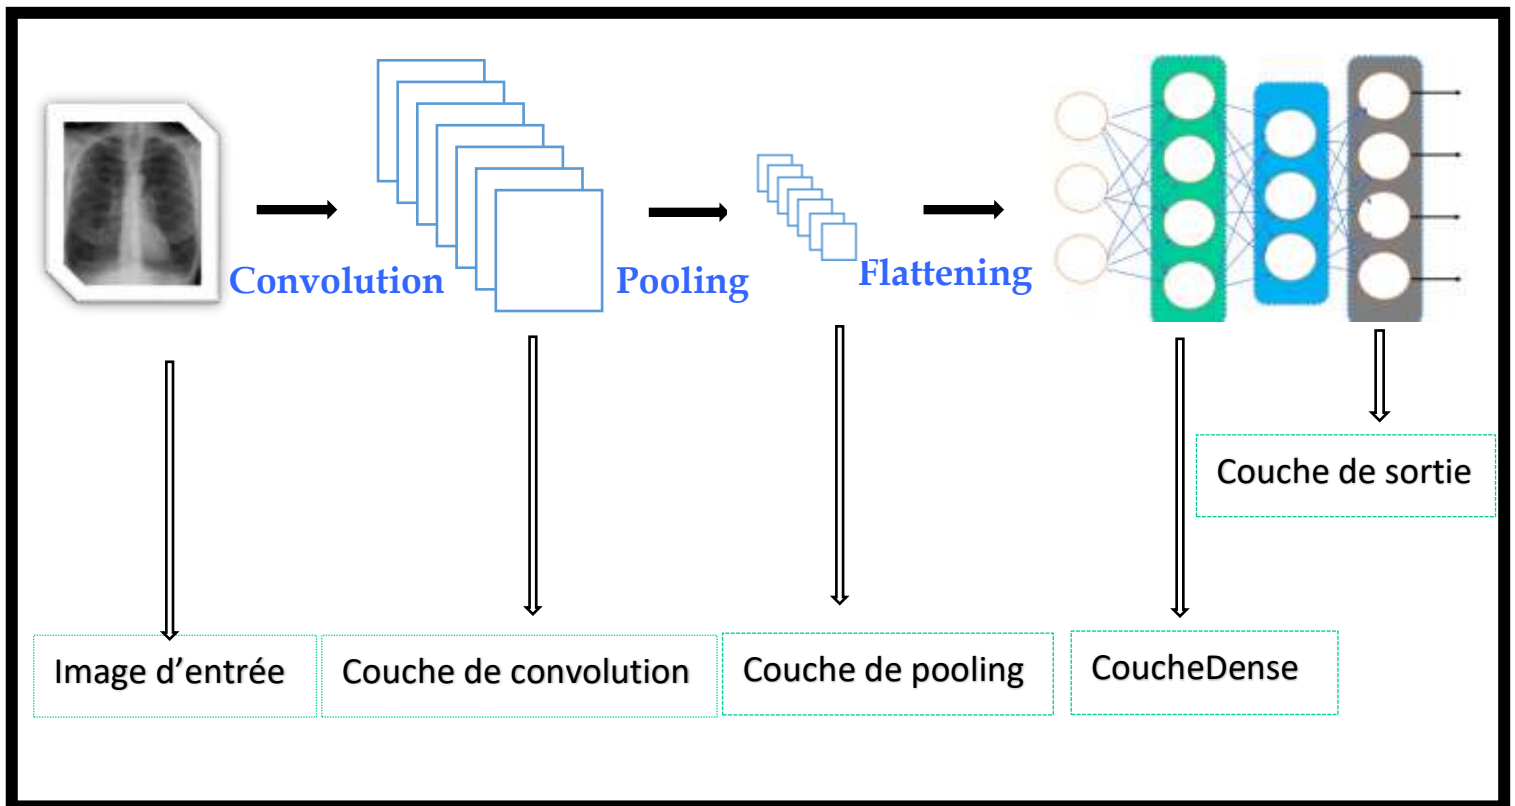 Convolution
Pooling
Flattening
Couche de sortie
Image d’entrée
Couche de convolution
Couche de pooling
CoucheDense